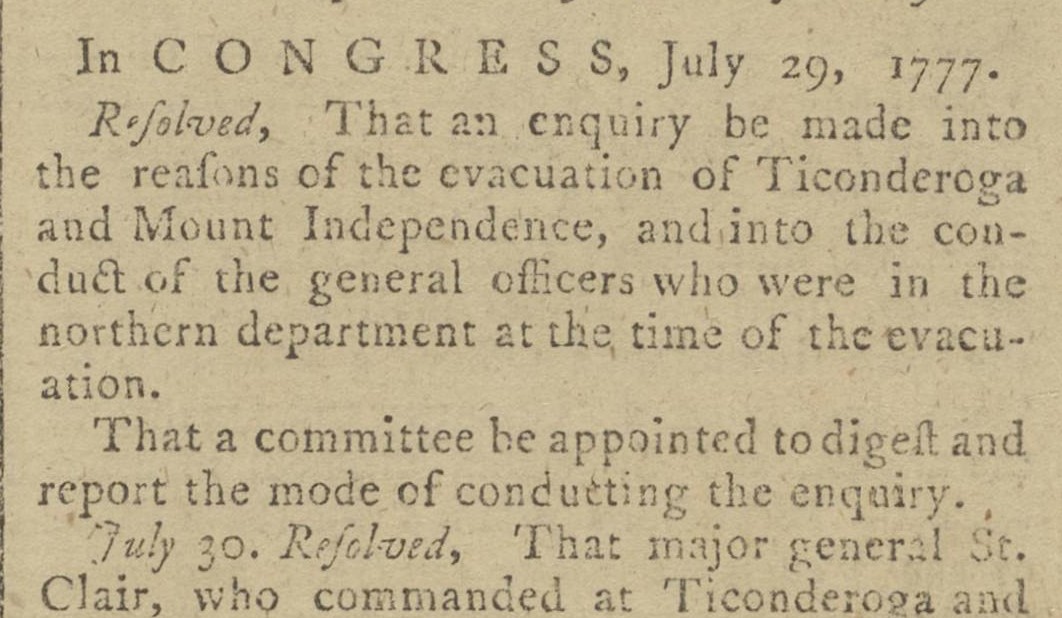 In CONGRESS, July 29, 1777.
Reſolved, That an enquiry be made into
the reaſons of the evacuation of Ticonderoga
and Mount Independence, and into the con-
duct of the general officers who were in the
northern department at the time of the evacu-
ation.
That a committee be appointed to digeſt and
report the mode of conducting the enquiry.
July 30. Reſolved, That major general St.
Clair, who commanded at Ticonderoga and